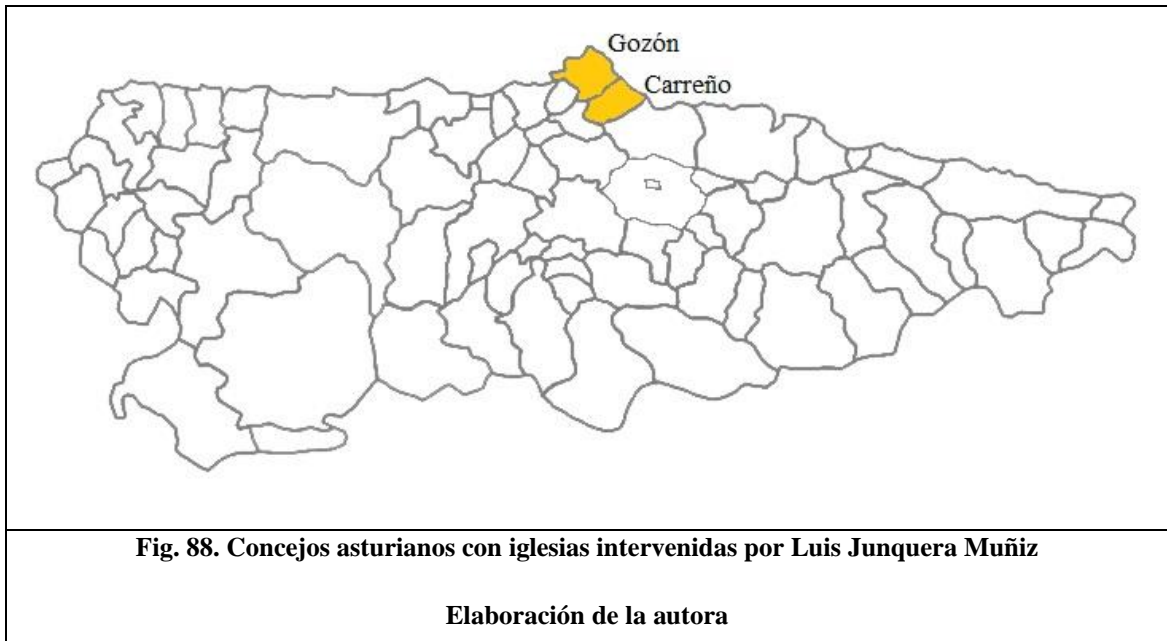 Gozón
Carreño
Fig. 88. Concejos asturianos con iglesias intervenidas por Luis Junquera Muñiz
Elaboración de la autora